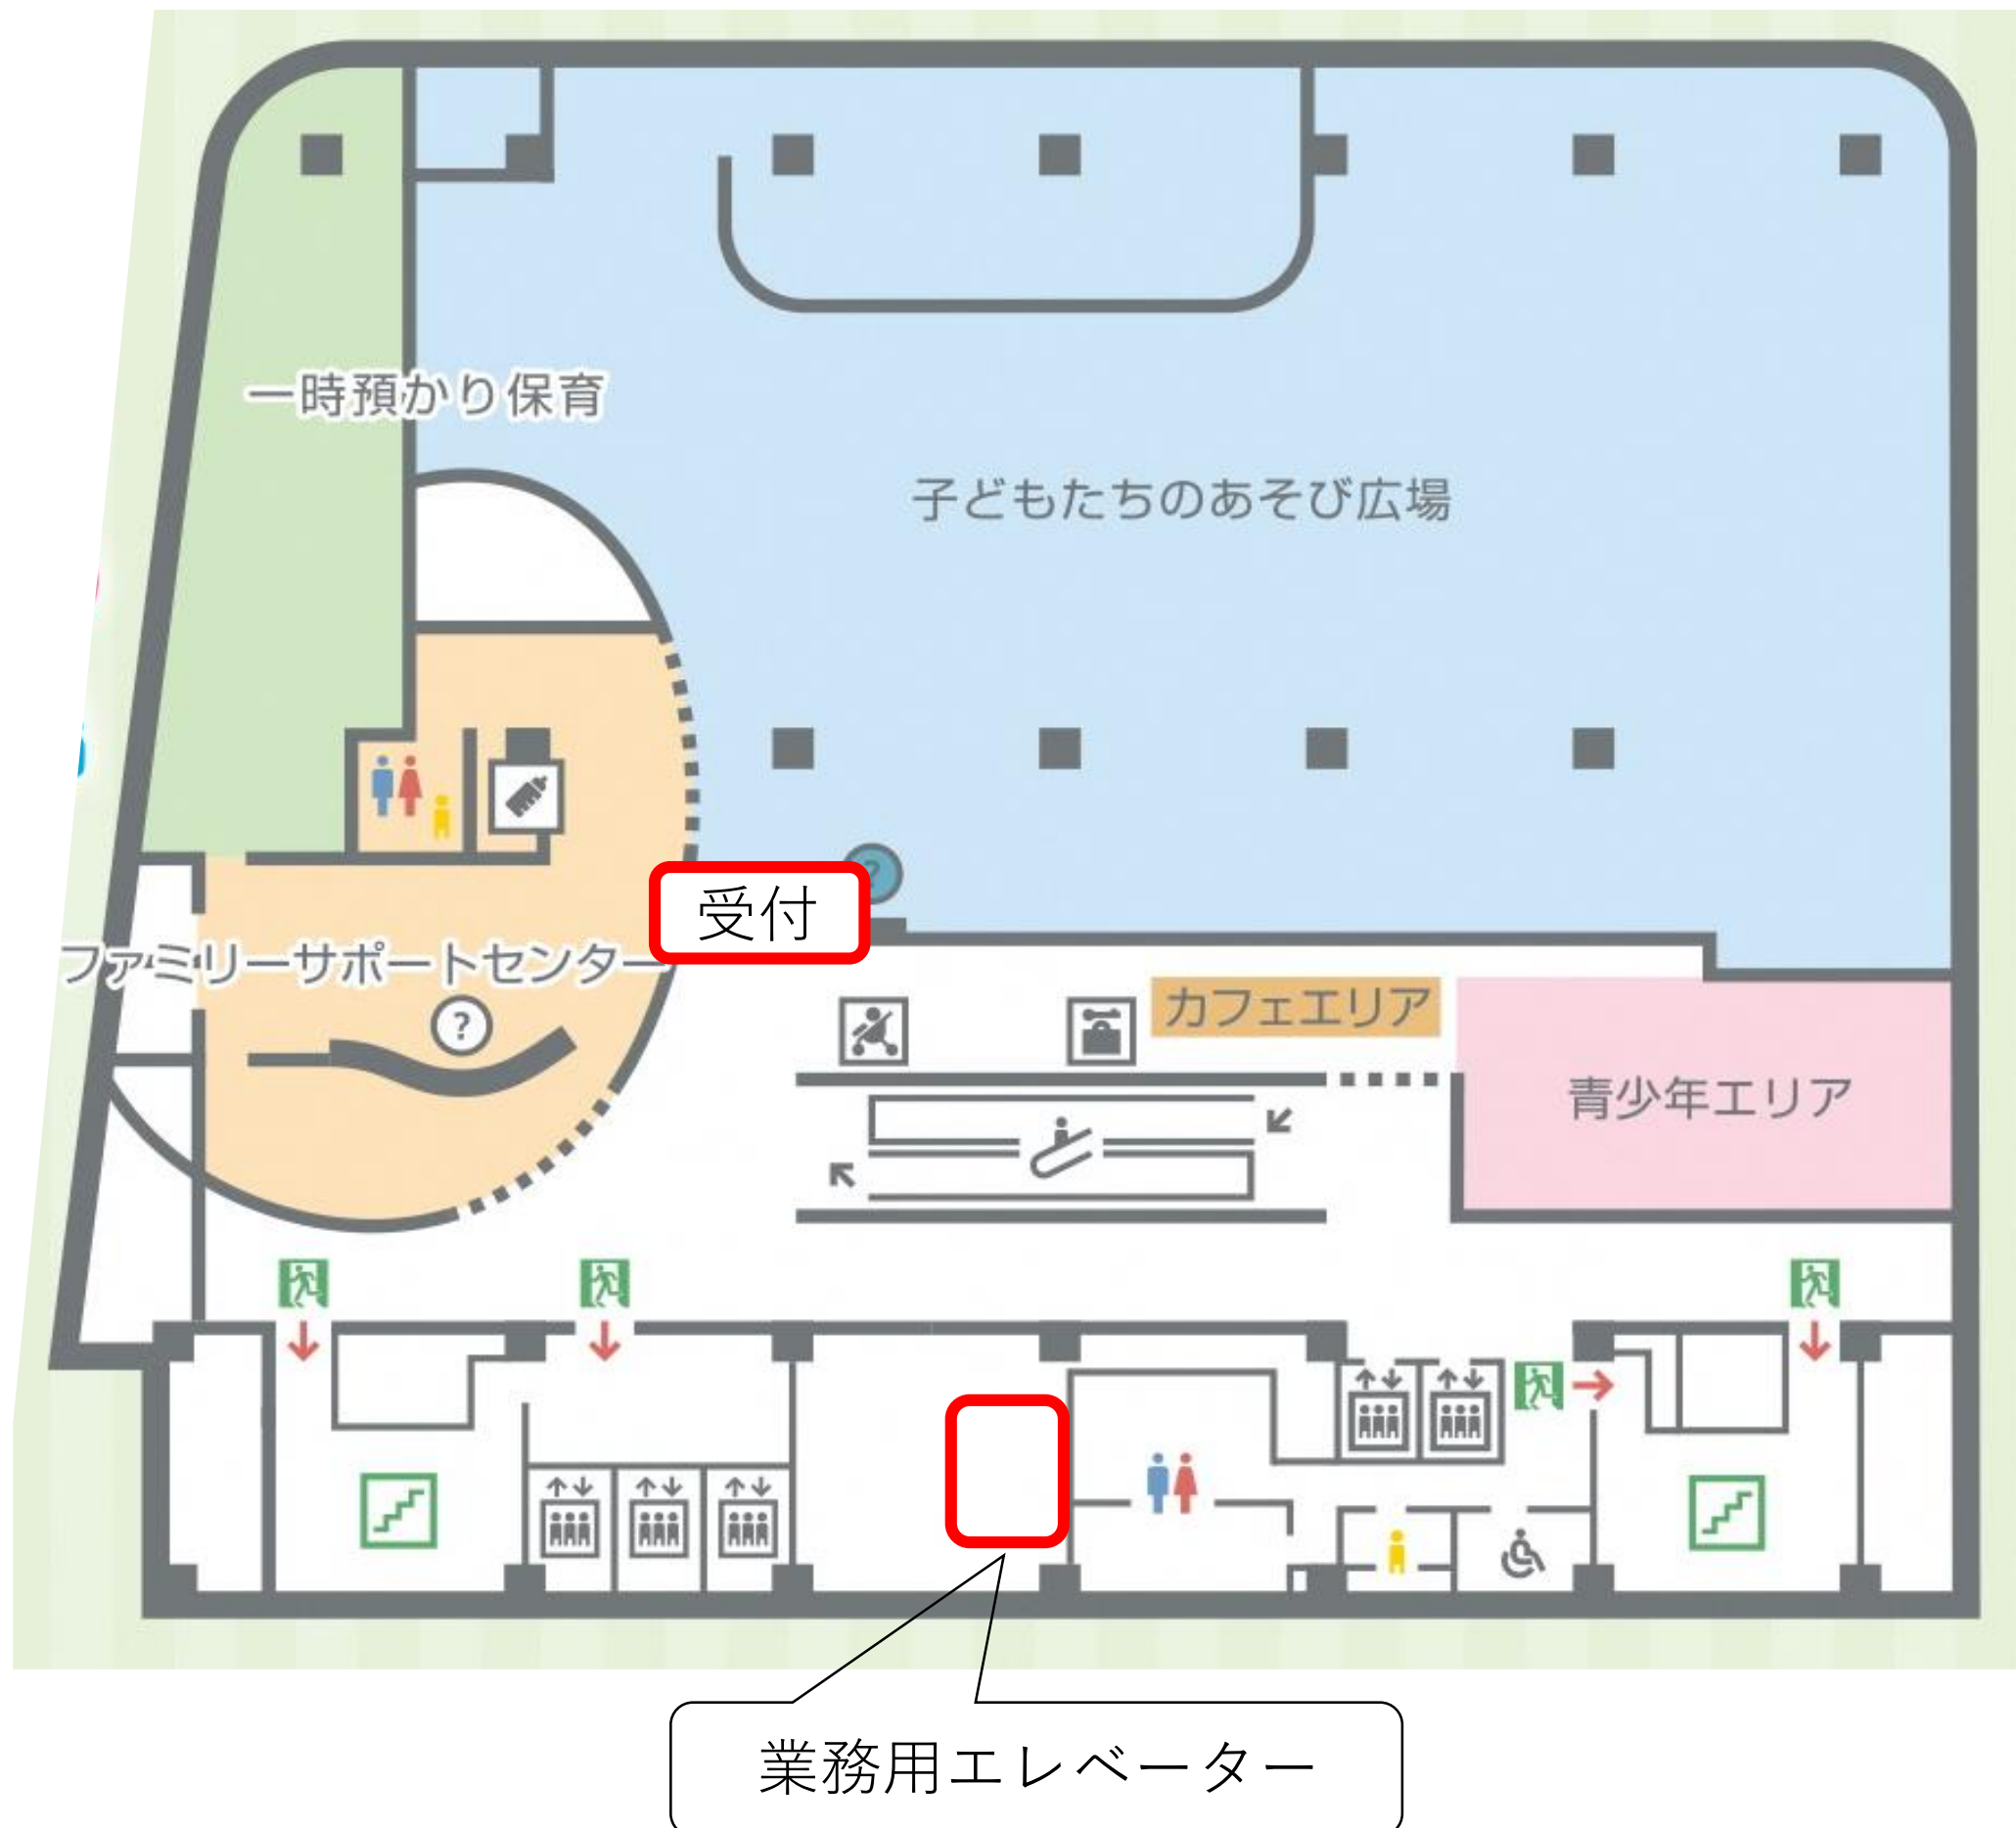 一時預かり保育
子どもたちのあそび広場
?
受付
ファミリーサポートセンター
?
カフェエリア
青少年エリア
業務用エレベーター